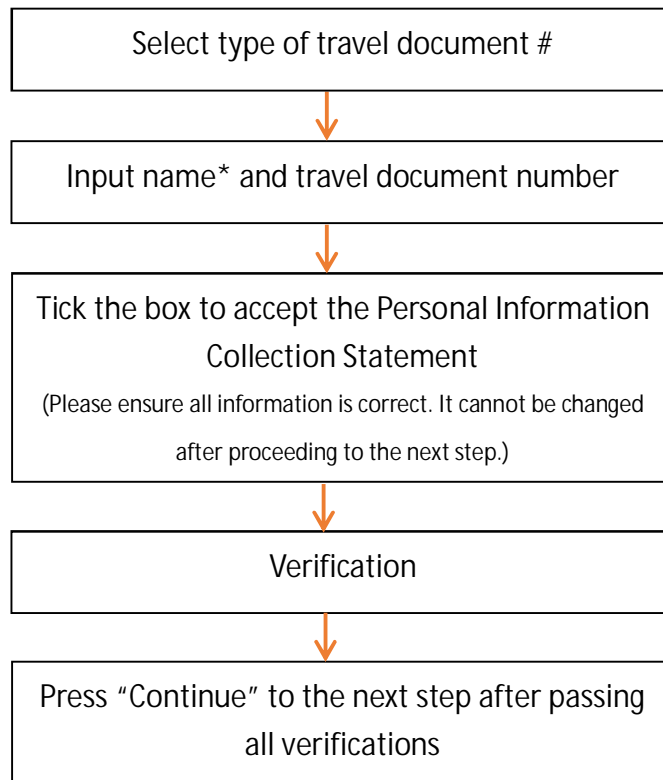 Select type of travel document #
Input name* and travel document number
Tick the box to accept the Personal Information
Collection Statement
(Please ensure all information is correct. It cannot be changed
after proceeding to the next step.)
Verification
Press “Continue” to the next step after passing
all verifications